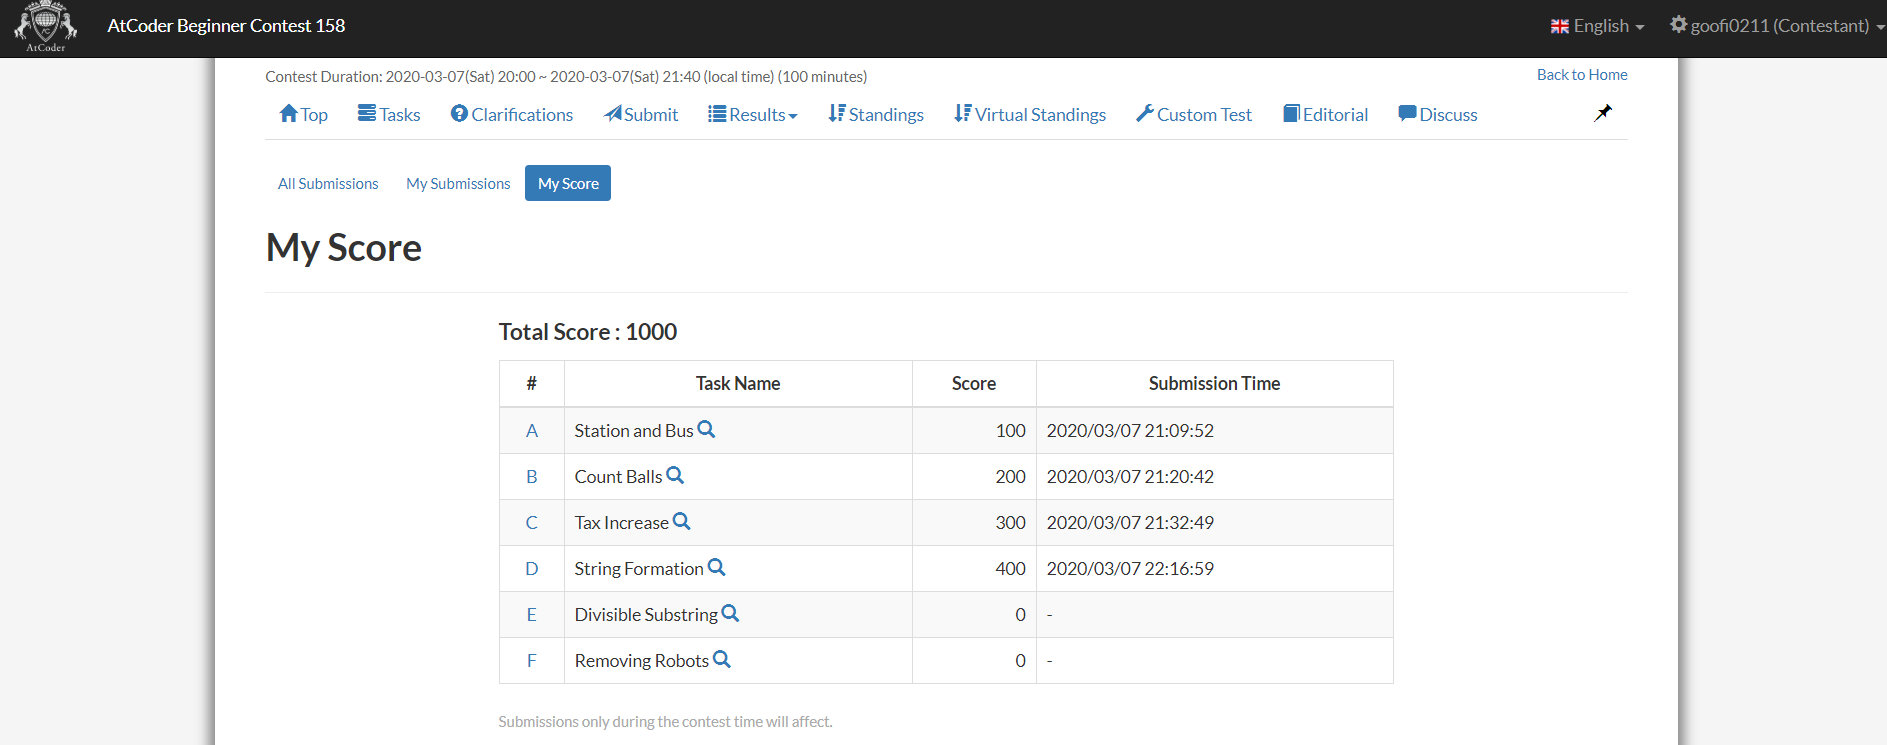 AtCoder Beginner Contest 158 English goofi0211 (Contestant)
AtCoder
Contest Duration: 2020-03-07(Sat) 20:00 ~ 2020-03-07(Sat) 21:40 (local time) (100 minutes) Back to Home
Top Tasks Clarifications Submit Results Standings Virtual Standings Custom Test Editorial Discuss
All Submissions My Submissions My Score
My Score
Total Score : 1000
# Task Name Score Submission Time
A Station and Bus 100 2020/03/07 21:09:52
B Count Balls 200 2020/03/07 21:20:42
C Tax Increase 300 2020/03/07 21:32:49
D String Formation 400 2020/03/07 22:16:59
E Divisible Substring 0 -
F Removing Robots 0 -
Submissions only during the contest time will affect.